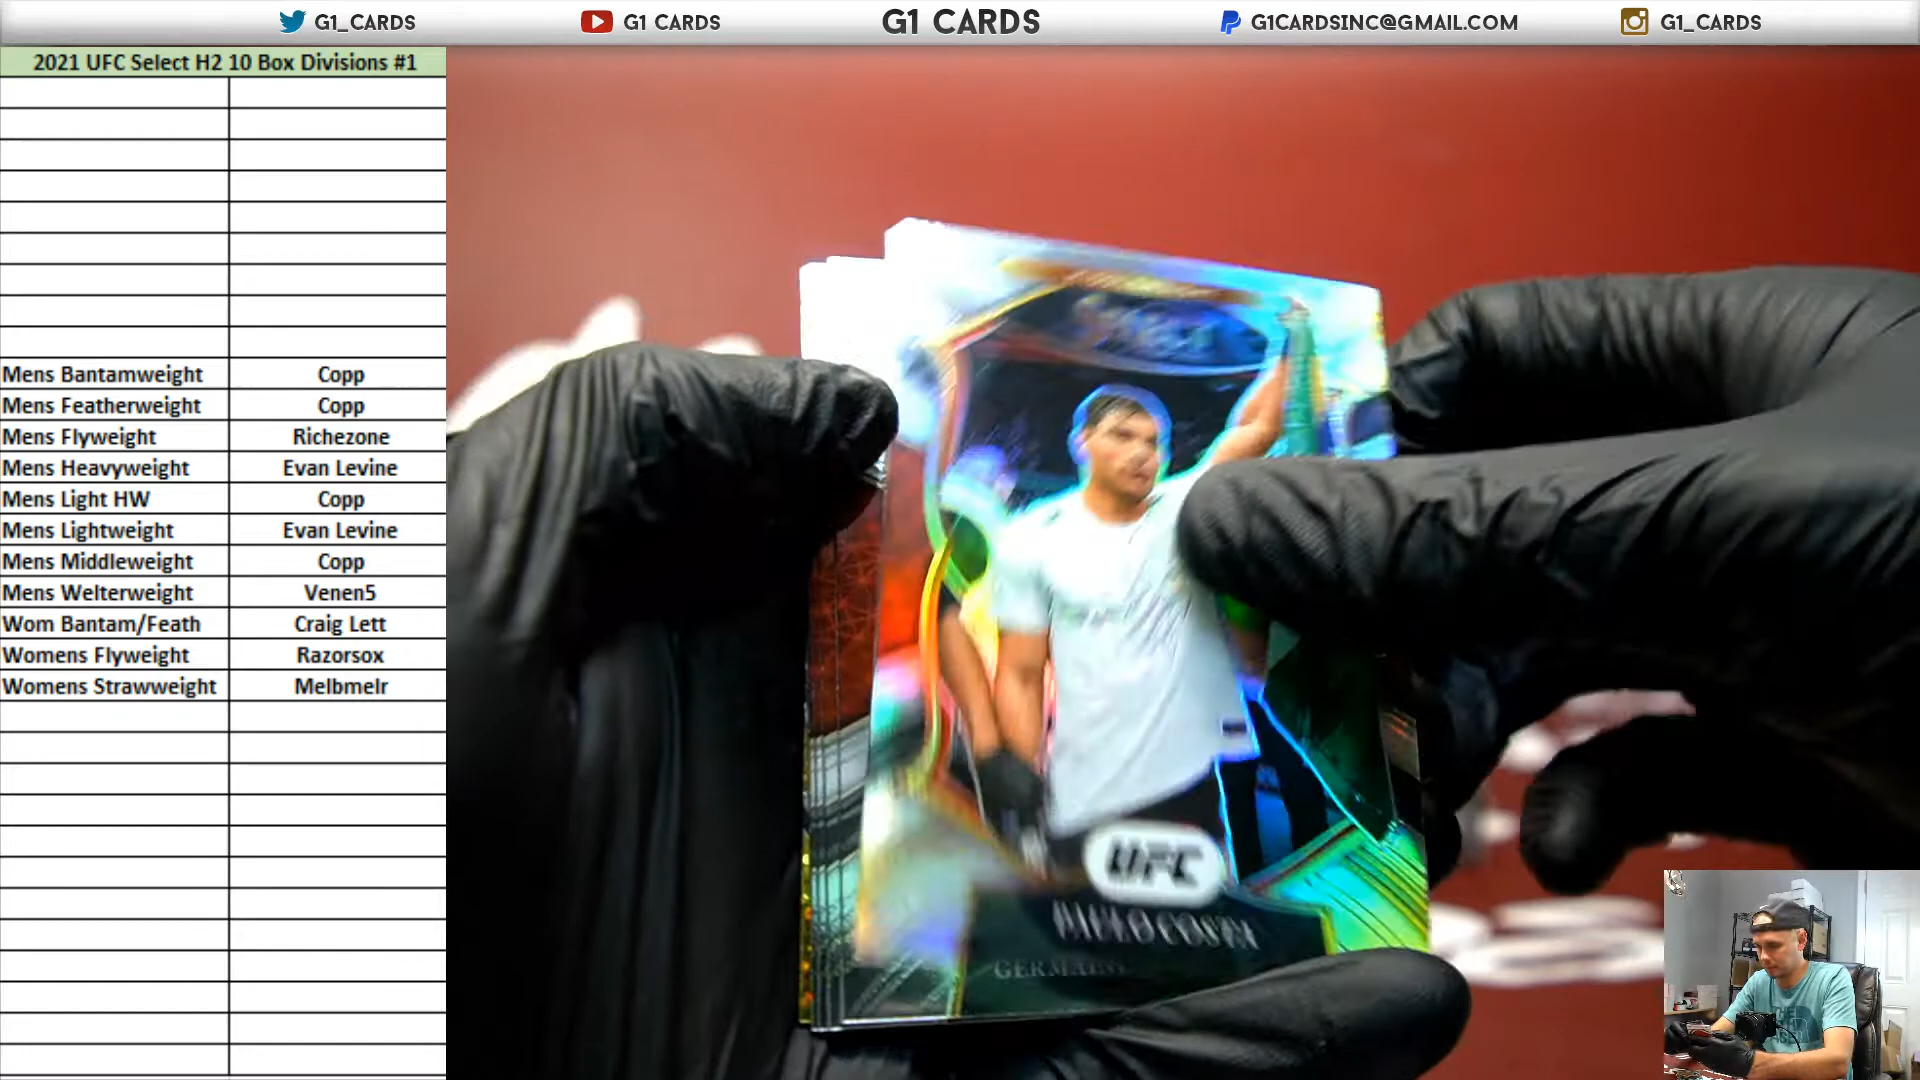 G1_CARDS
G1 CARDS
G1 CARDS
G1CARDSINC@GMAIL.COM
G1_CARDS
2021 UFC Select H2 10 Box Divisions #1
Mens Bantamweight Copp
Mens Featherweight Copp
Mens Flyweight Richezone
Mens Heavyweight Evan Levine
Mens Light HW Copp
Mens Lightweight Evan Levine
Mens Middleweight Copp
Mens Welterweight Venen5
Wom Bantam/Feath Craig Lett
Womens Flyweight Razorsox
Womens Strawweight Melbmelr
UFC
PAULO COSTA